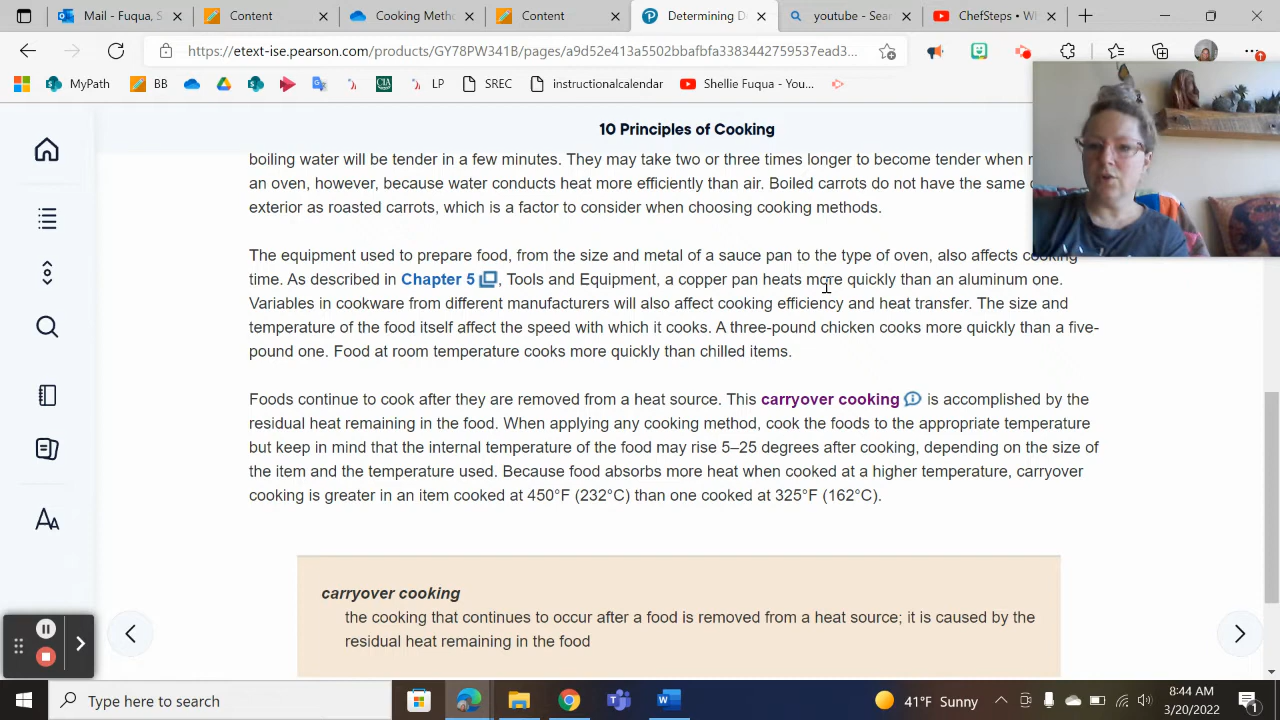 Mail - Fuqua, S
Content
Cooking Metho
Content
Determining D
youtube - Sear
ChefSteps - Wh
https://etext-ise.pearson.com/products/GY78PW341B/pages/a9d52e413a5502bbafbfa3383442759537ead3...
MyPath
BB
LP
SREC
instructionalcalendar
Shellie Fuqua - You...
10 Principles of Cooking
boiling water will be tender in a few minutes. They may take two or three times longer to become tender when
an oven, however, because water conducts heat more efficiently than air. Boiled carrots do not have the same
exterior as roasted carrots, which is a factor to consider when choosing cooking methods.
The equipment used to prepare food, from the size and metal of a sauce pan to the type of oven, also affects cooking
time. As described in Chapter 5, Tools and Equipment, a copper pan heats more quickly than an aluminum one.
Variables in cookware from different manufacturers will also affect cooking efficiency and heat transfer. The size and
temperature of the food itself affect the speed with which it cooks. A three-pound chicken cooks more quickly than a five-
pound one. Food at room temperature cooks more quickly than chilled items.
Foods continue to cook after they are removed from a heat source. This carryover cooking is accomplished by the
residual heat remaining in the food. When applying any cooking method, cook the foods to the appropriate temperature
but keep in mind that the internal temperature of the food may rise 5–25 degrees after cooking, depending on the size of
the item and the temperature used. Because food absorbs more heat when cooked at a higher temperature, carryover
cooking is greater in an item cooked at 450°F (232°C) than one cooked at 325°F (162°C).
carryover cooking
the cooking that continues to occur after a food is removed from a heat source; it is caused by the
residual heat remaining in the food
Type here to search
41°F Sunny
8:44 AM
3/20/2022
1